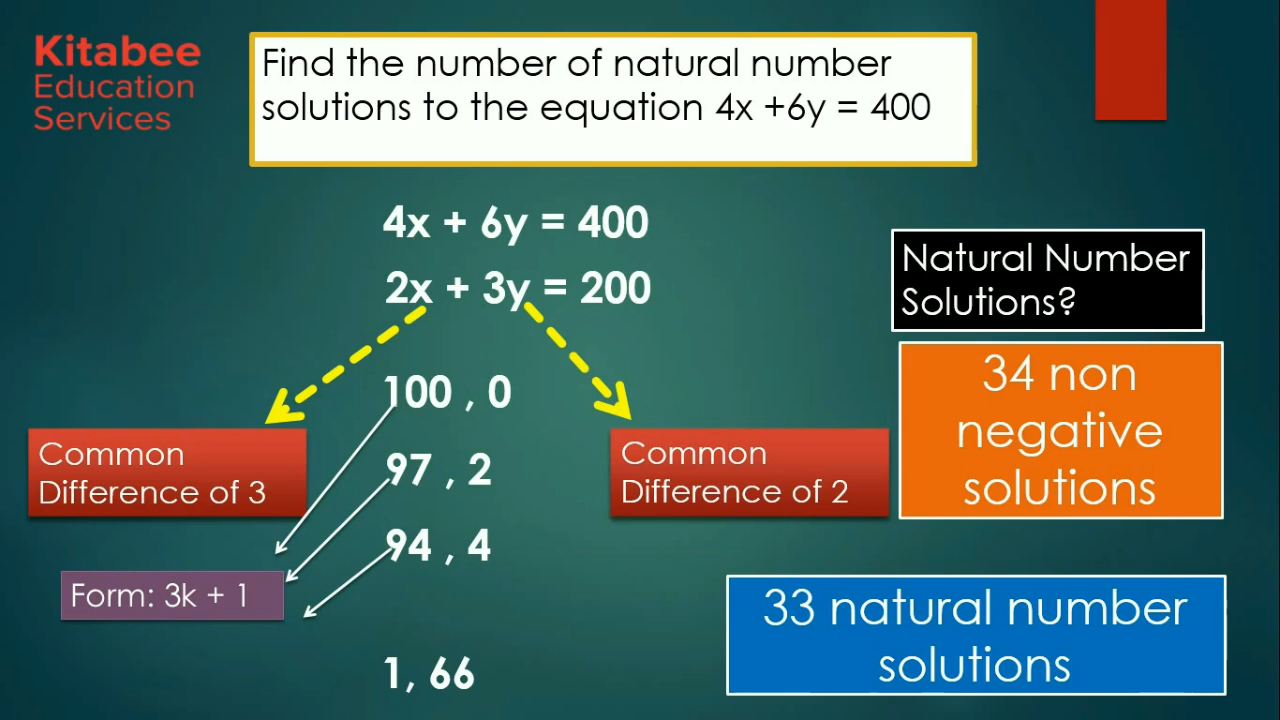 Kitabee
Education
Services
Find the number of natural number
solutions to the equation 4x +6y = 400
4x + 6y = 400
2x + 3y = 200
Natural Number
Solutions?
100 , 0
34 non
negative
solutions
Common
Difference of 3
97 , 2
Common
Difference of 2
94 , 4
Form: 3k + 1
33 natural number
solutions
1, 66